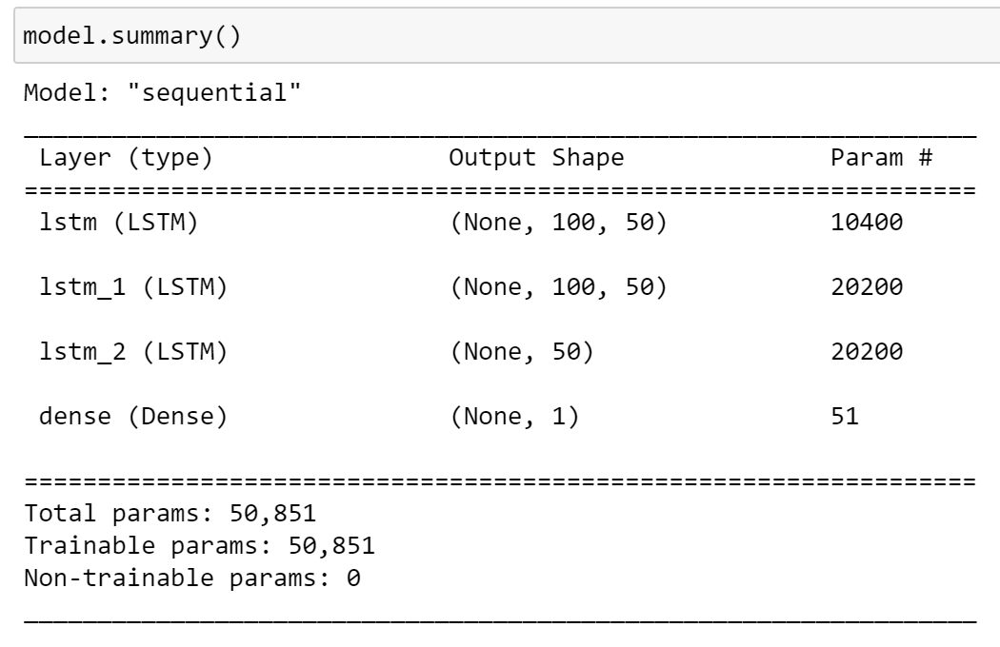 model.summary()
Model: "sequential"
_________________________________________________________________
Layer (type) Output Shape Param #
=================================================================
lstm (LSTM) (None, 100, 50) 10400
lstm_1 (LSTM) (None, 100, 50) 20200
lstm_2 (LSTM) (None, 50) 20200
dense (Dense) (None, 1) 51
=================================================================
Total params: 50,851
Trainable params: 50,851
Non-trainable params: 0
_________________________________________________________________